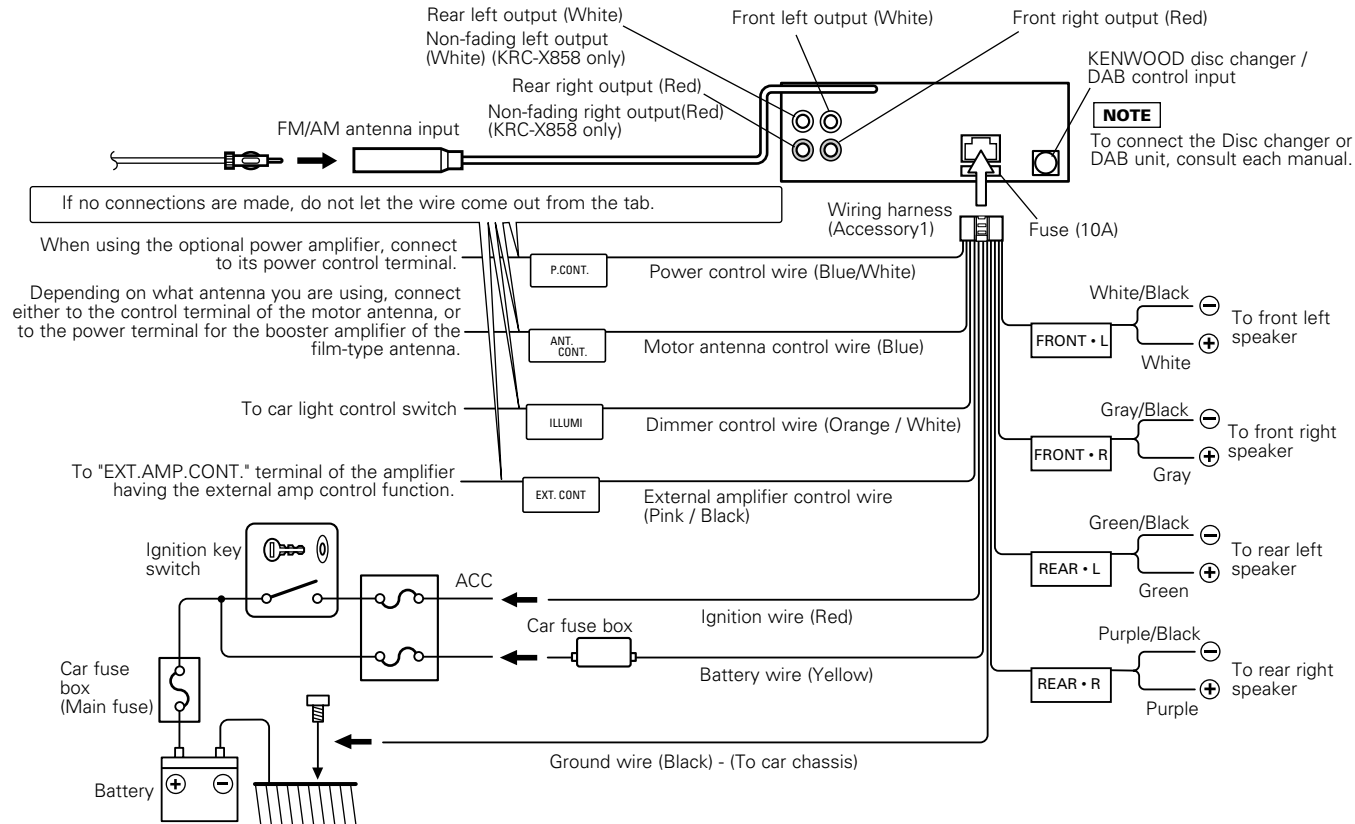 Rear left output (White)
Non-fading left output
(White) (KRC-X858 only)
Front left output (White)
Front right output (Red)
Rear right output (Red)
Non-fading right output(Red)
(KRC-X858 only)
KENWOOD disc changer /
DAB control input
NOTE
To connect the Disc changer or
DAB unit, consult each manual.
FM/AM antenna input
If no connections are made, do not let the wire come out from the tab.
Wiring harness
(Accessory1)
Fuse (10A)
When using the optional power amplifier, connect
to its power control terminal.
P.CONT.
Power control wire (Blue/White)
Depending on what antenna you are using, connect
either to the control terminal of the motor antenna, or
to the power terminal for the booster amplifier of the
film-type antenna.
ANT.
CONT.
Motor antenna control wire (Blue)
To car light control switch
ILLUMI
Dimmer control wire (Orange / White)
To "EXT.AMP.CONT." terminal of the amplifier
having the external amp control function.
EXT. CONT
External amplifier control wire
(Pink / Black)
White/Black
FRONT • L
White
To front left
speaker
Gray/Black
FRONT • R
Gray
To front right
speaker
Green/Black
REAR • L
Green
To rear left
speaker
Purple/Black
REAR • R
Purple
To rear right
speaker
Ignition key
switch
ACC
Ignition wire (Red)
Car fuse box
Battery wire (Yellow)
Car fuse
box
(Main fuse)
Ground wire (Black) - (To car chassis)
Battery